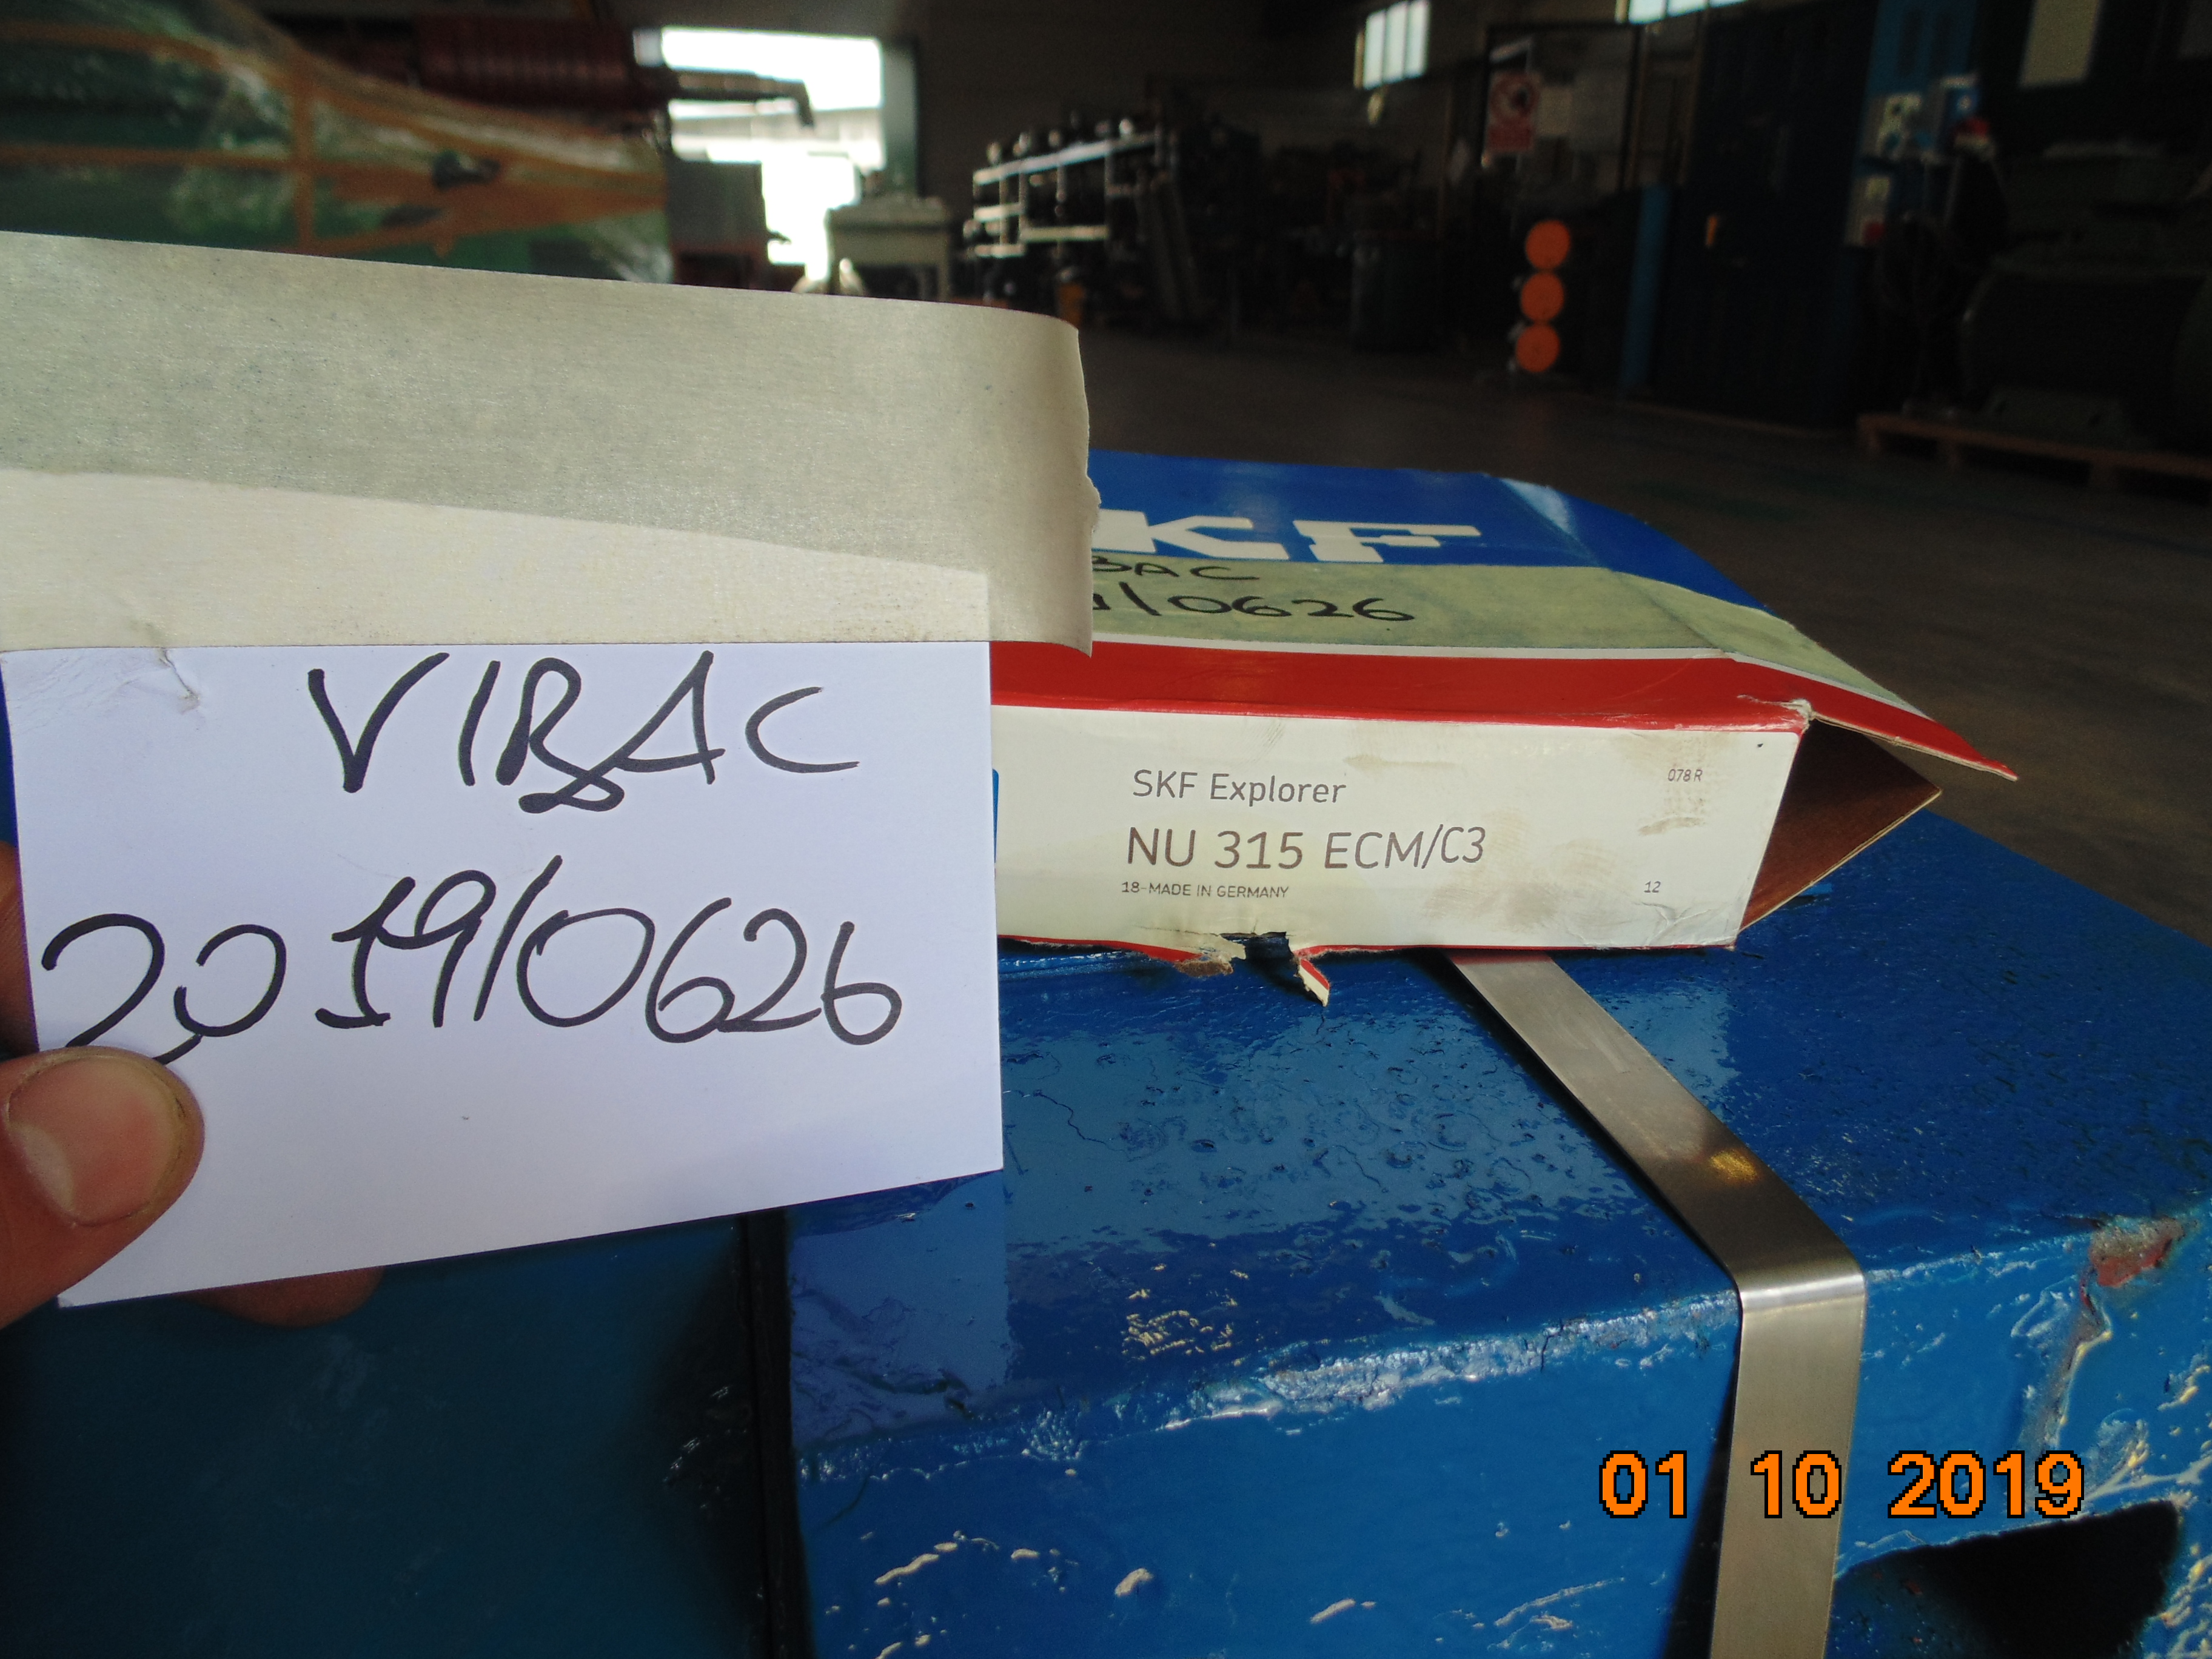 KF
BAC
/0626
VIBAC
2019/0626
SKF Explorer
078 R
NU 315 ECM/C3
18-MADE IN GERMANY
12
01 10 2019